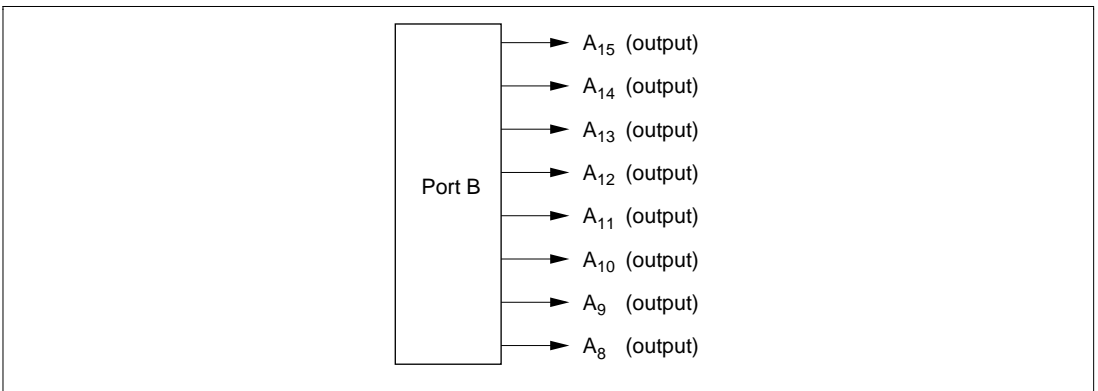 A15 (output)
A14 (output)
A13 (output)
A12 (output)
Port B
A11 (output)
A10 (output)
A9 (output)
A8 (output)